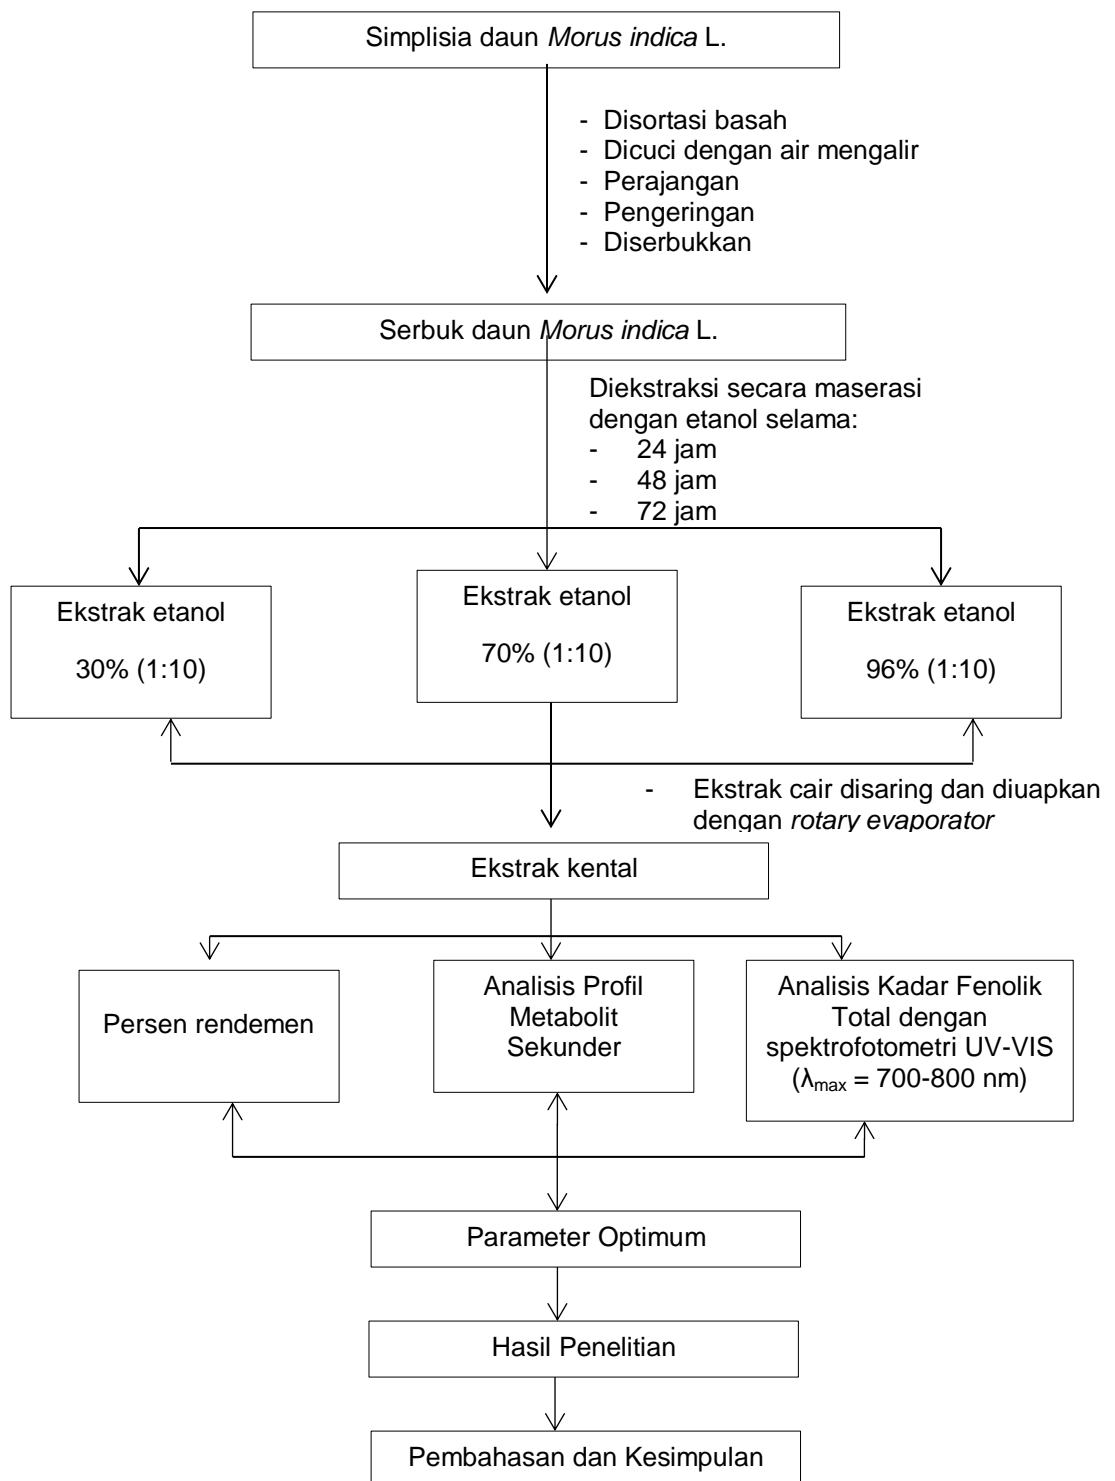 Simplisia daun Morus indica L.
- Disortasi basah
- Dicuci dengan air mengalir
- Perajangan
- Pengeringan
- Diserbukkan
Serbuk daun Morus indica L.
Diekstraksi secara maserasi
dengan etanol selama:
- 24 jam
- 48 jam
- 72 jam
Ekstrak etanol
30% (1:10)
Ekstrak etanol
70% (1:10)
Ekstrak etanol
96% (1:10)
- Ekstrak cair disaring dan diuapkan
dengan rotary evaporator
Ekstrak kental
Persen rendemen
Analisis Profil
Metabolit
Sekunder
Analisis Kadar Fenolik
Total dengan
spektrofotometri UV-VIS
(λmax = 700-800 nm)
Parameter Optimum
Hasil Penelitian
Pembahasan dan Kesimpulan